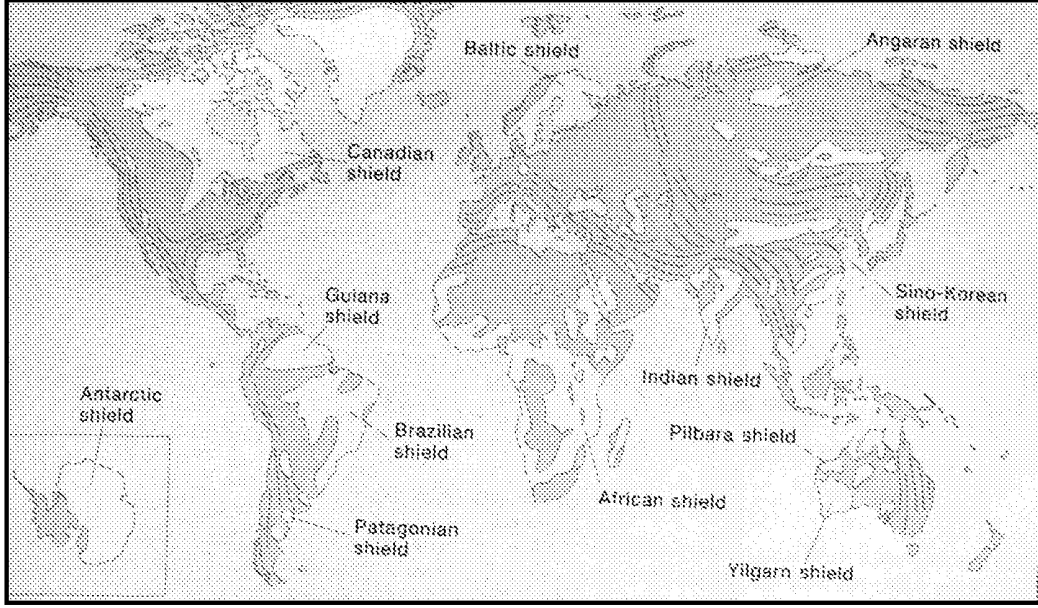 Baltic shield
Angaran shield
Canadian
shield
Guiana
shield
Sino-Korean
shield
Indian shield
Antarctic
shield
Brazilian
shield
Pilbara shield
African shield
Patagonian
shield
Yilgarn shield